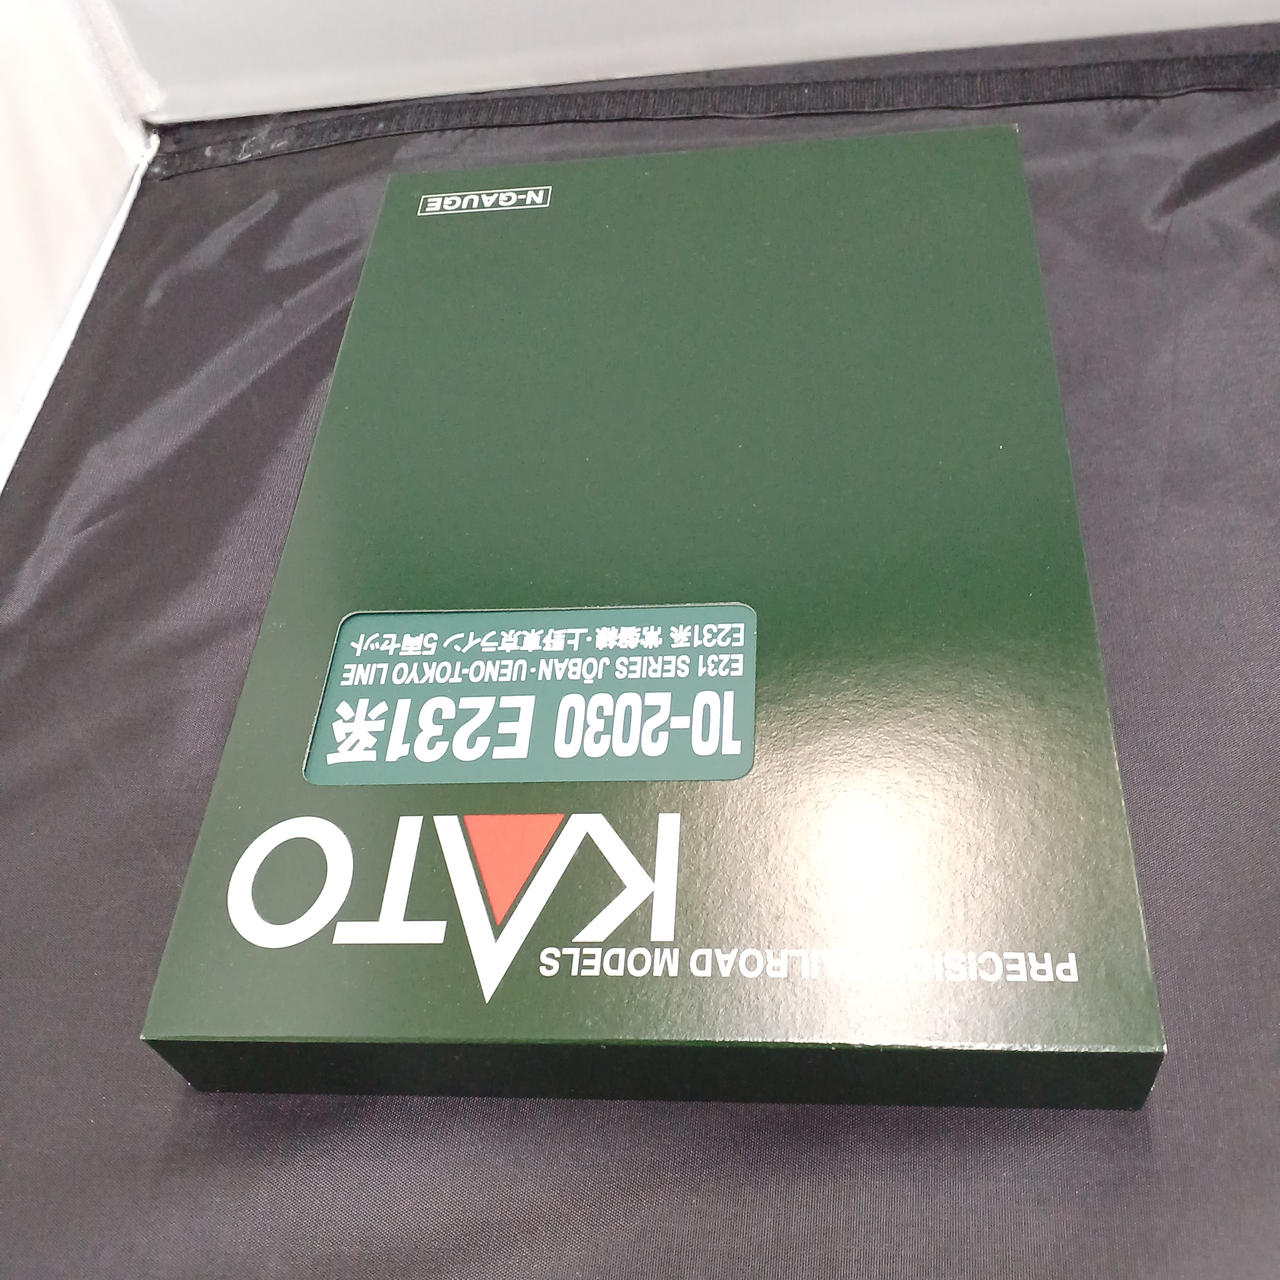 PRECISION RAILROAD MODELS
KATO
10-2030 E231系
E231 SERIES JŌBAN・UENO-TOKYO LINE
E231系 常磐線・上野東京ライン 5両セット
N-GAUGE